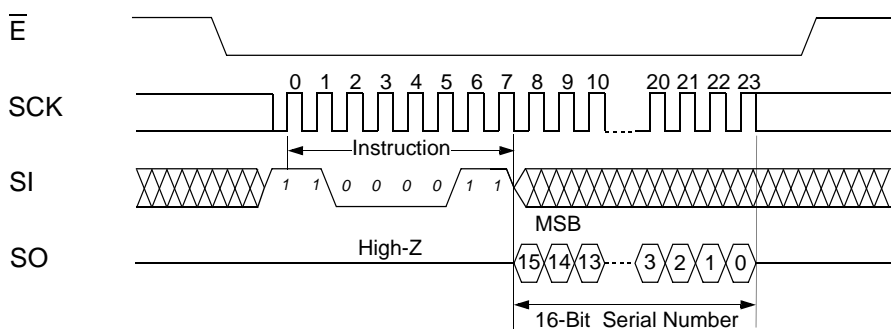 E
0 1 2 3 4 5 6 7 8 9 10 20 21 22 23
SCK
Instruction
SI 1 1 0 0 0 0 1 1
MSB
High-Z
SO 15 14 13 3 2 1 0
16-Bit Serial Number